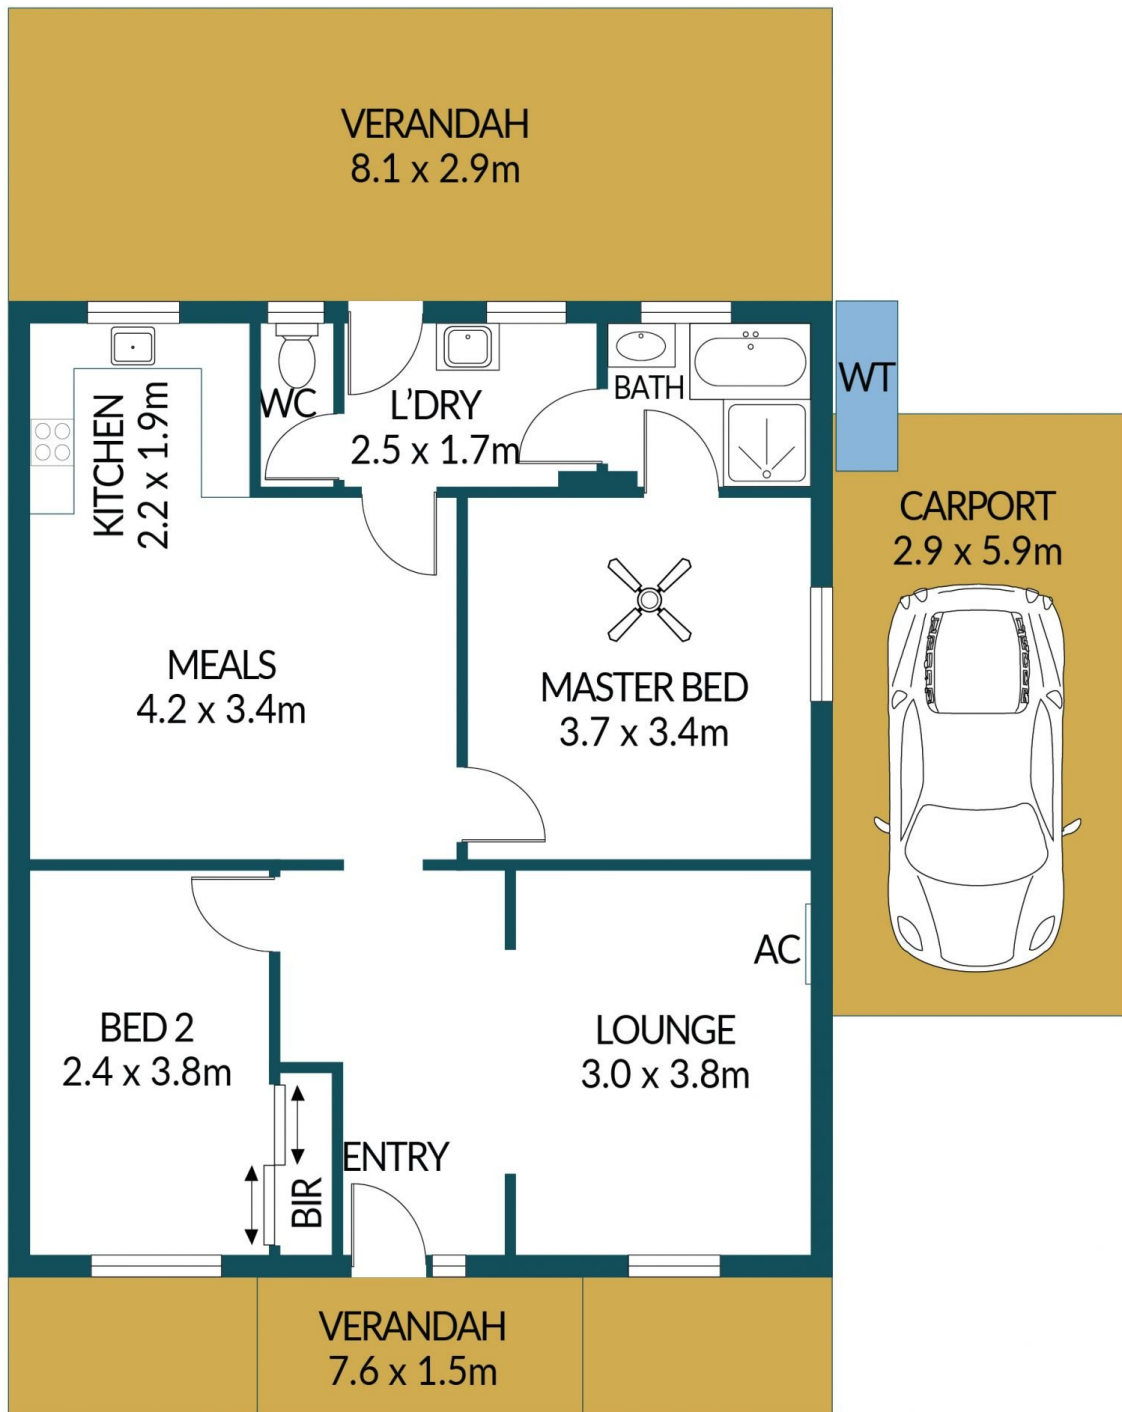 VERANDAH
8.1 x 2.9m
WC
L'DRY
2.5 x 1.7m
BATH
WT
KITCHEN
2.2 x 1.9m
CARPORT
2.9 x 5.9m
MEALS
4.2 x 3.4m
MASTER BED
3.7 x 3.4m
AC
BED 2
2.4 x 3.8m
LOUNGE
3.0 x 3.8m
ENTRY
BIR
VERANDAH
7.6 x 1.5m